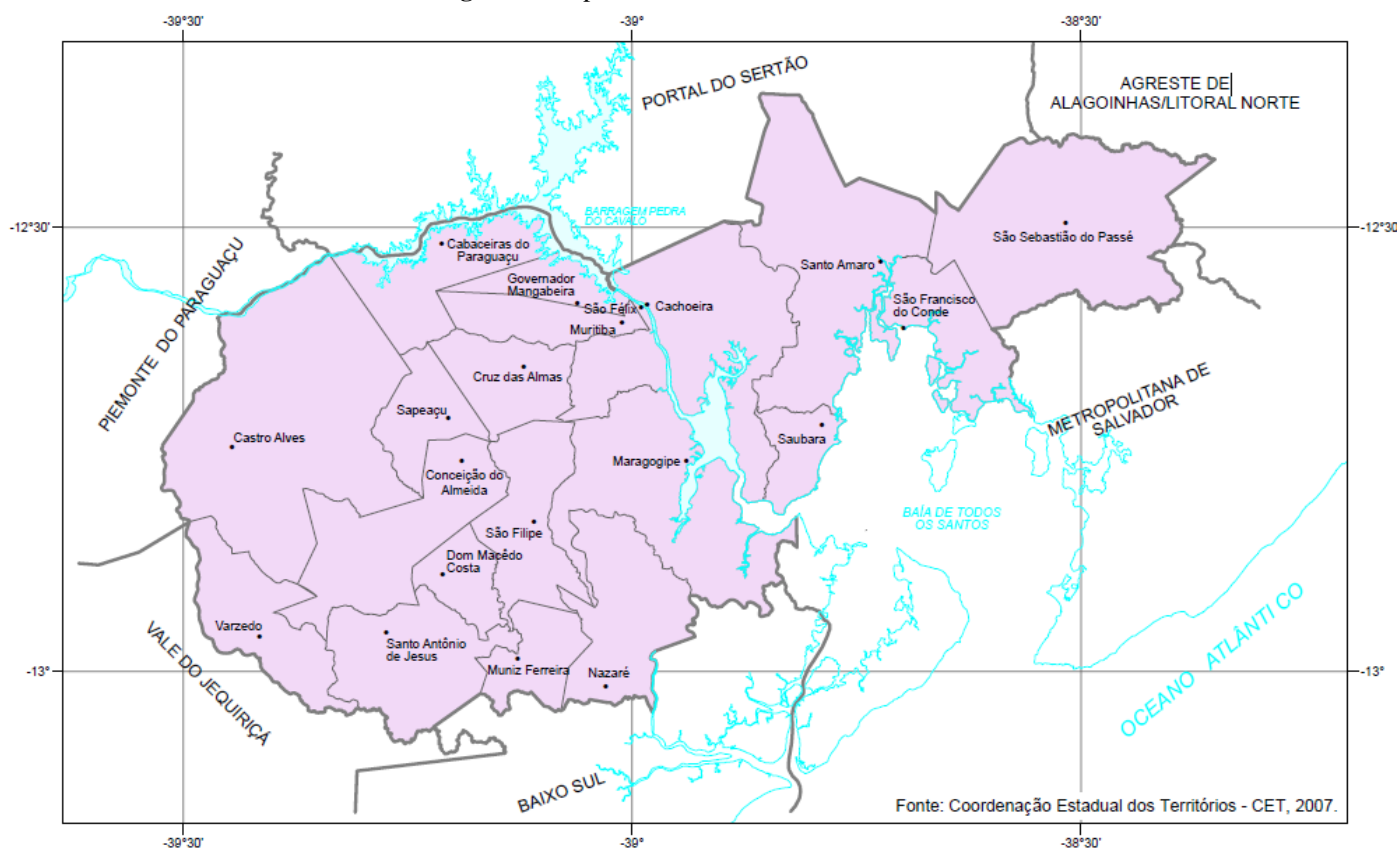 -39°30'
-39°
-38°30'
PORTAL DO SERTÃO
AGRESTE DE
ALAGOINHAS/LITORAL NORTE
-12°30'
-12°30
BARRAGEM PEDRA
DO CAVALO
Cabaceiras do
Paraguaçu
São Sebastião do Passé
Santo Amaro
Governador
Mangabeira
São Félix
Cachoeira
São Francisco
do Conde
Muritiba
PIEMONTE DO PARAGUAÇU
Cruz das Almas
METROPOLITANA DE
SALVADOR
Sapeaçu
Castro Alves
Saubara
Maragogipe
Conceição do
Almeida
BAÍA DE TODOS
OS SANTOS
São Filipe
Dom Macêdo
Costa
OCEANO ATLÂNTICO
Varzedo
Santo Antônio
de Jesus
VALE DO JEQUIRIÇÁ
Muniz Ferreira
Nazaré
-13°
-13°
BAIXO SUL
Fonte: Coordenação Estadual dos Territórios - CET, 2007.
-39°30'
-39°
-38°30'